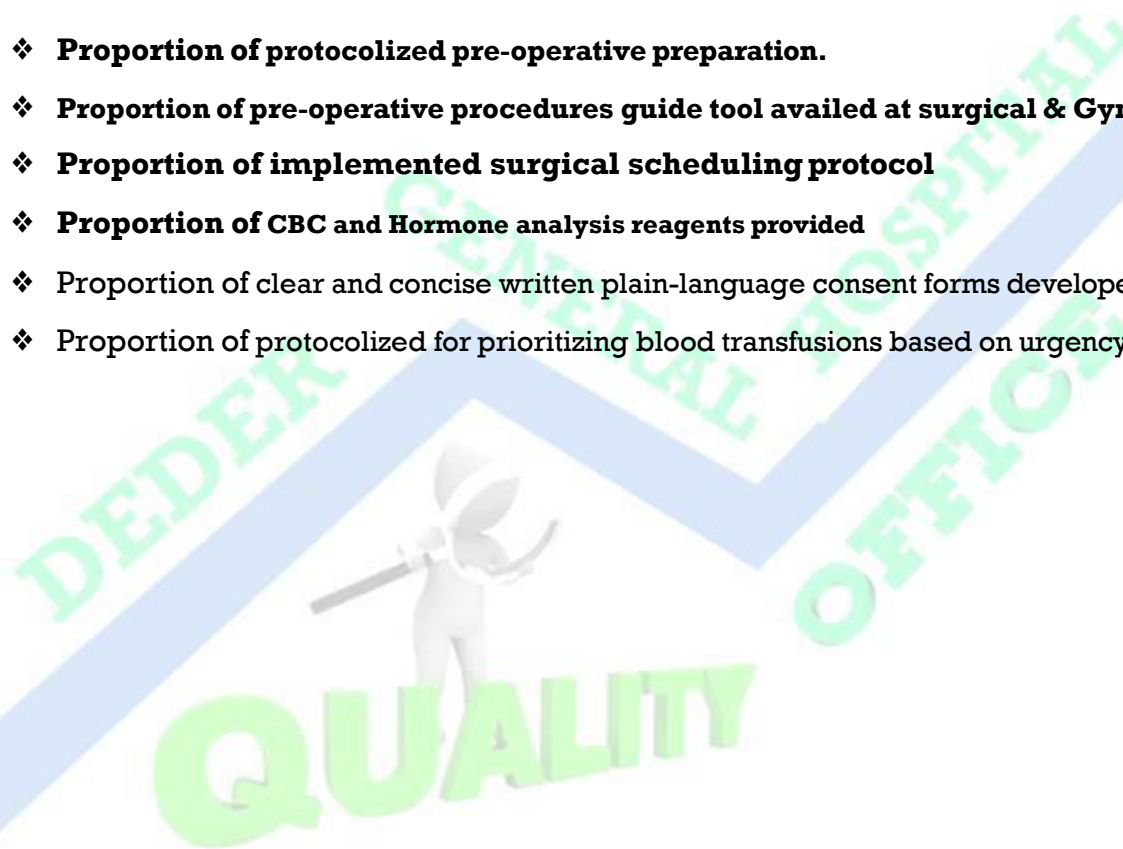 ❖ Proportion of protocolized pre-operative preparation.
❖ Proportion of pre-operative procedures guide tool availed at surgical & Gyn
❖ Proportion of implemented surgical scheduling protocol
❖ Proportion of CBC and Hormone analysis reagents provided
❖ Proportion of clear and concise written plain-language consent forms develope
❖ Proportion of protocolized for prioritizing blood transfusions based on urgency
DEDER GENERAL HOSPITAL
QUALITY OFFICE